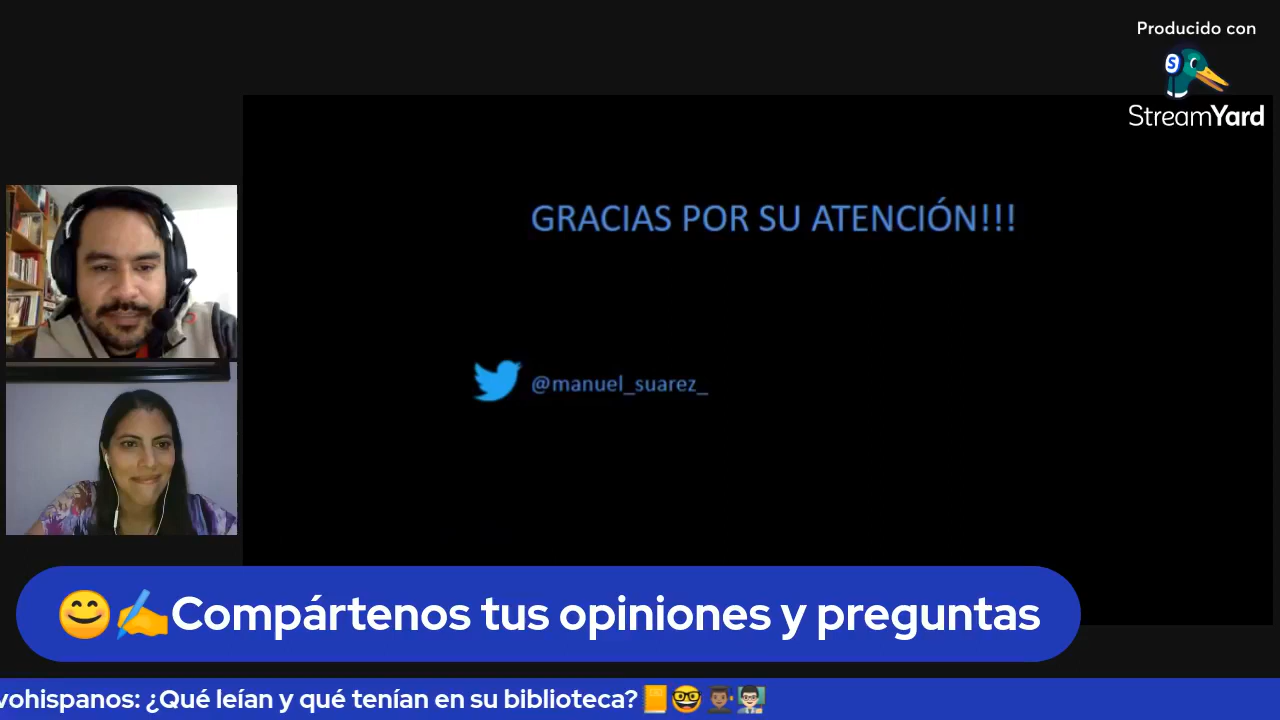 Producido con
StreamYard
GRACIAS POR SU ATENCIÓN!!!
@manuel_suarez_
😊✍️Compártenos tus opiniones y preguntas
vohispanos: ¿Qué leían y qué tenían en su biblioteca?📒🤓👨🏽‍🎓👨🏻‍🏫